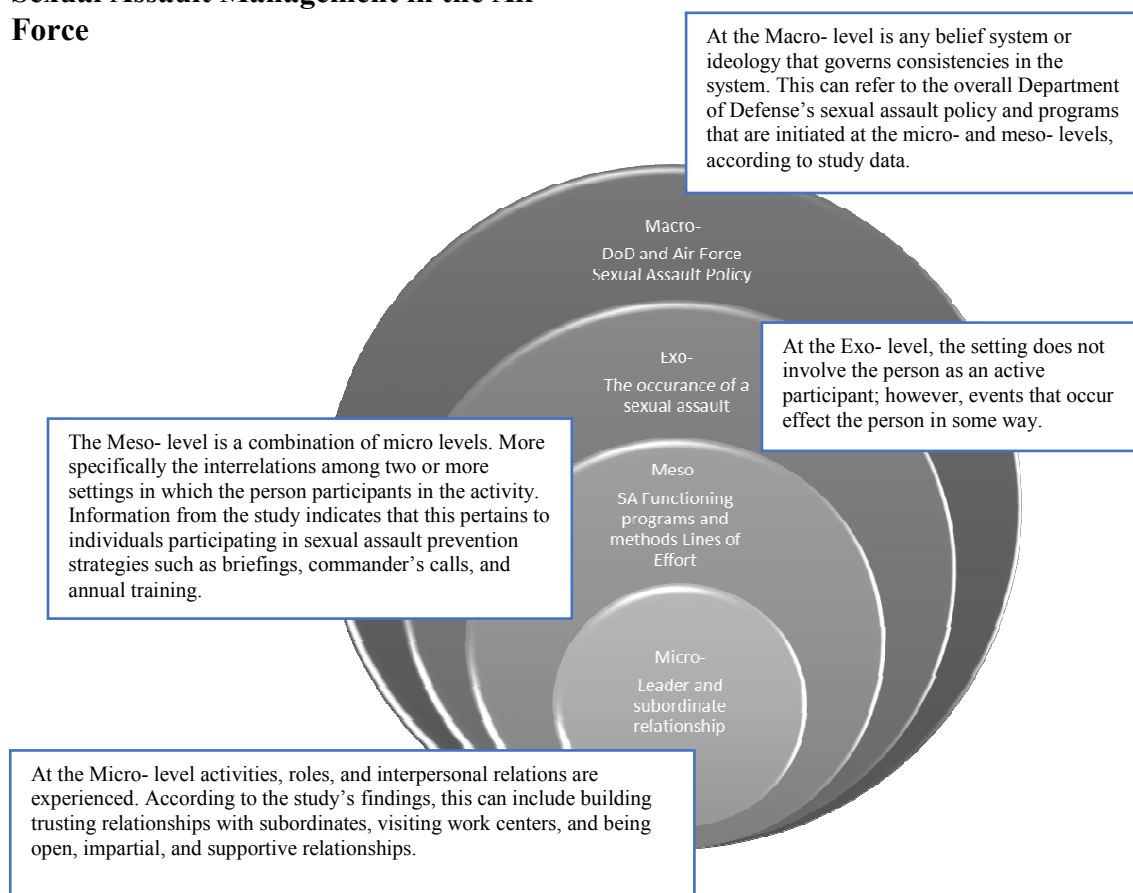 Sexual Assault Management in the Air
Force
At the Macro- level is any belief system or
ideology that governs consistencies in the
system. This can refer to the overall Department
of Defense’s sexual assault policy and programs
that are initiated at the micro- and meso- levels,
according to study data.
Macro-
DoD and Air Force
Sexual Assault Policy
Exo-
The occurance of a
sexual assault
At the Exo- level, the setting does not
involve the person as an active
participant; however, events that occur
effect the person in some way.
The Meso- level is a combination of micro levels. More
specifically the interrelations among two or more
settings in which the person participants in the activity.
Information from the study indicates that this pertains to
individuals participating in sexual assault prevention
strategies such as briefings, commander’s calls, and
annual training.
Meso
SA Functioning
programs and
methods Lines of
Effort
Micro-
Leader and
subordinate
relationship
At the Micro- level activities, roles, and interpersonal relations are
experienced. According to the study’s findings, this can include building
trusting relationships with subordinates, visiting work centers, and being
open, impartial, and supportive relationships.